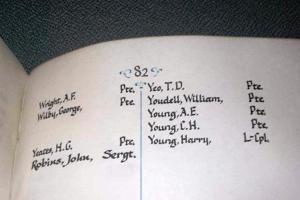 82
Wright, A.F. Pte.
Wilby, George, Pte.
Yeates, H.G. Pte.
Robins, John, Sergt.
Yeo, T.D. Pte.
Youdell, William, Pte.
Young, A.E. Pte.
Young, C.H. Pte.
Young, Harry, L-Cpl.